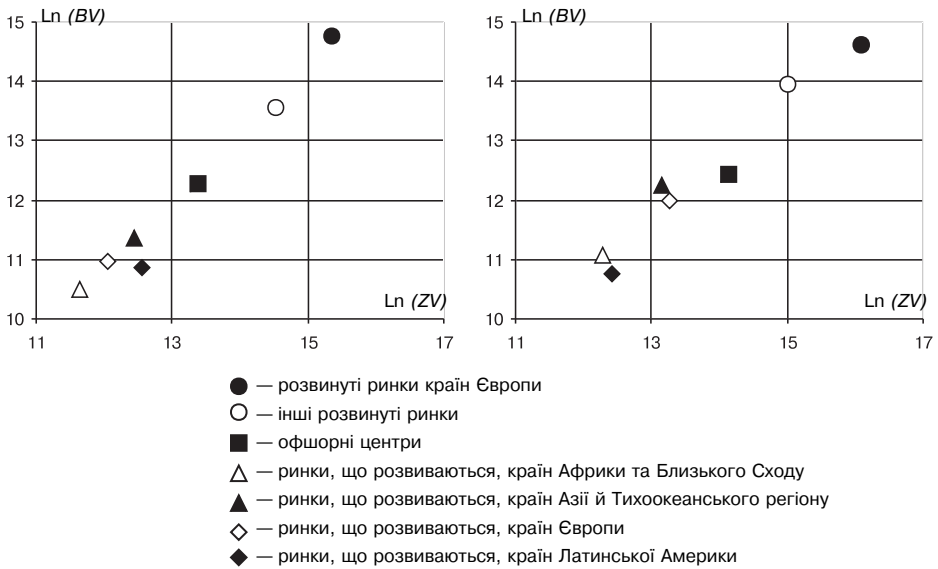 15 Ln (BV)
14
13
12
11
10 Ln (ZV)
11 13 15 17
15 Ln (BV)
14
13
12
11
10 Ln (ZV)
11 13 15 17
— розвинуті ринки країн Європи
— інші розвинуті ринки
— офшорні центри
— ринки, що розвиваються, країн Африки та Близького Сходу
— ринки, що розвиваються, країн Азії й Тихоокеанського регіону
— ринки, що розвиваються, країн Європи
— ринки, що розвиваються, країн Латинської Америки